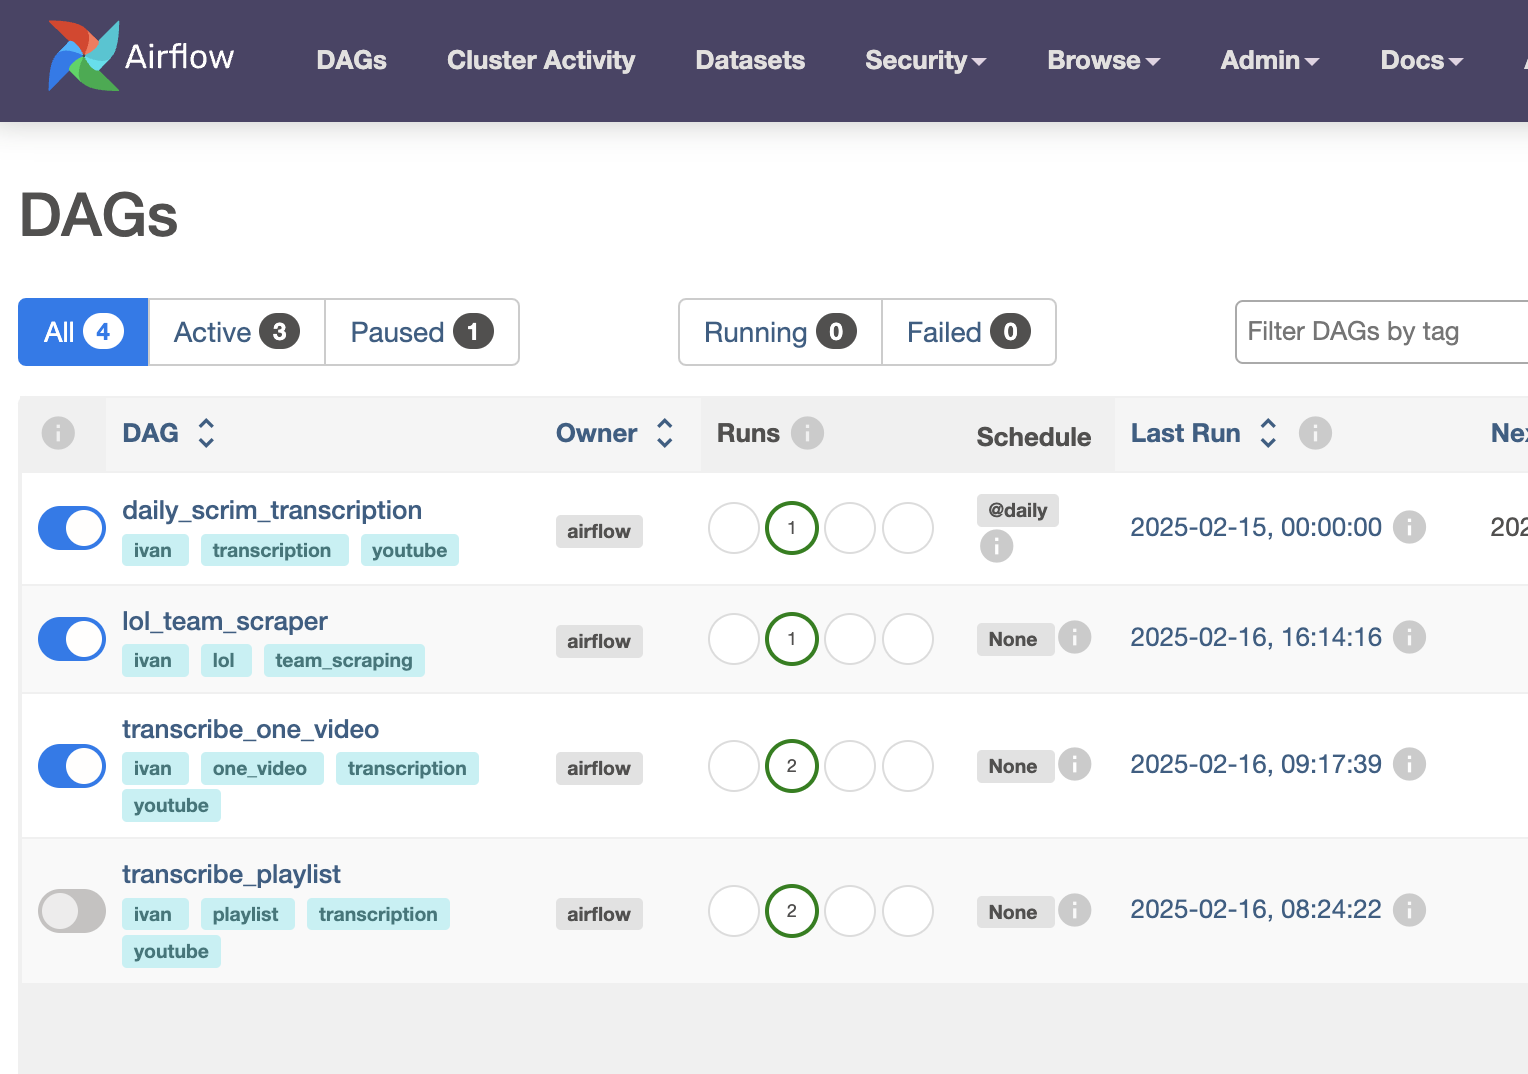 Airflow DAGs Cluster Activity Datasets Security Browse Admin Docs
DAGs
All 4 Active 3 Paused 1 Running 0 Failed 0 Filter DAGs by tag
DAG Owner Runs Schedule Last Run
daily_scrim_transcription
ivan transcription youtube
airflow 1 @daily 2025-02-15, 00:00:00
lol_team_scraper
ivan lol team_scraping
airflow 1 None 2025-02-16, 16:14:16
transcribe_one_video
ivan one_video transcription
youtube
airflow 2 None 2025-02-16, 09:17:39
transcribe_playlist
ivan playlist transcription
youtube
airflow 2 None 2025-02-16, 08:24:22